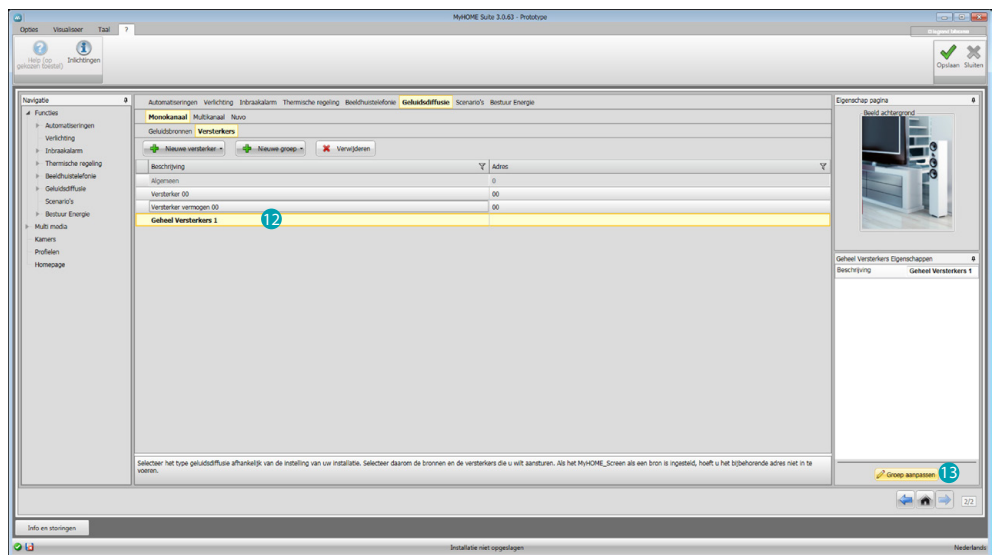 MyHOME Suite 3.0.63 - Prototype
Opties Visualiseer Taal ?
Help (op gekozen toestel)
Inlichtingen
Opslaan Sluiten
Navigatie
Functies
Automatiseringen
Verlichting
Inbraakalarm
Thermische regeling
Beeldhuistelefonie
Geluidsdiffusie
Scenario's
Bestuur Energie
Multi media
Kamers
Profielen
Homepage
Automatiseringen Verlichting Inbraakalarm Thermische regeling Beeldhuistelefonie Geluidsdiffusie Scenario's Bestuur Energie
Monokanaal Multikanaal Nuvo
Geluidsbronnen Versterkers
Nieuwe versterker Nieuwe groep Verwijderen
Beschrijving Adres
Algemeen 0
Versterker 00 00
Versterker vermogen 00 00
Geheel Versterkers 1 12
Selecteer het type geluidsdiffusie afhankelijk van de instelling van uw installatie. Selecteer daarom de bronnen en de versterkers die u wilt aansturen. Als het MyHOME_Screen als een bron is ingesteld, hoeft u het bijbehorende adres niet in te
voeren.
Eigenschap pagina
Beeld achtergrond
Geheel Versterkers Eigenschappen
Beschrijving Geheel Versterkers 1
Groep aanpassen 13
2/2
Info en storingen
Installatie niet opgeslagen
Nederlands